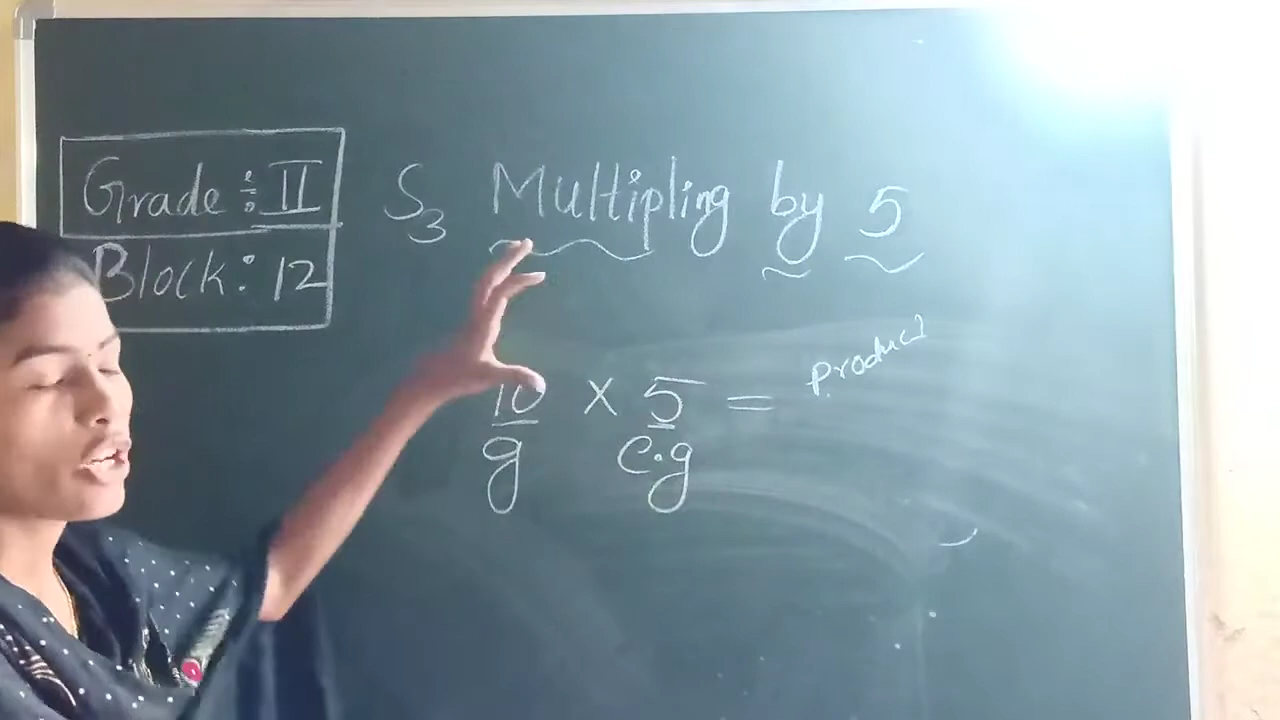 Grade : II
Block : 12
S3 Multipling by 5
10 × 5 = product
g c.g